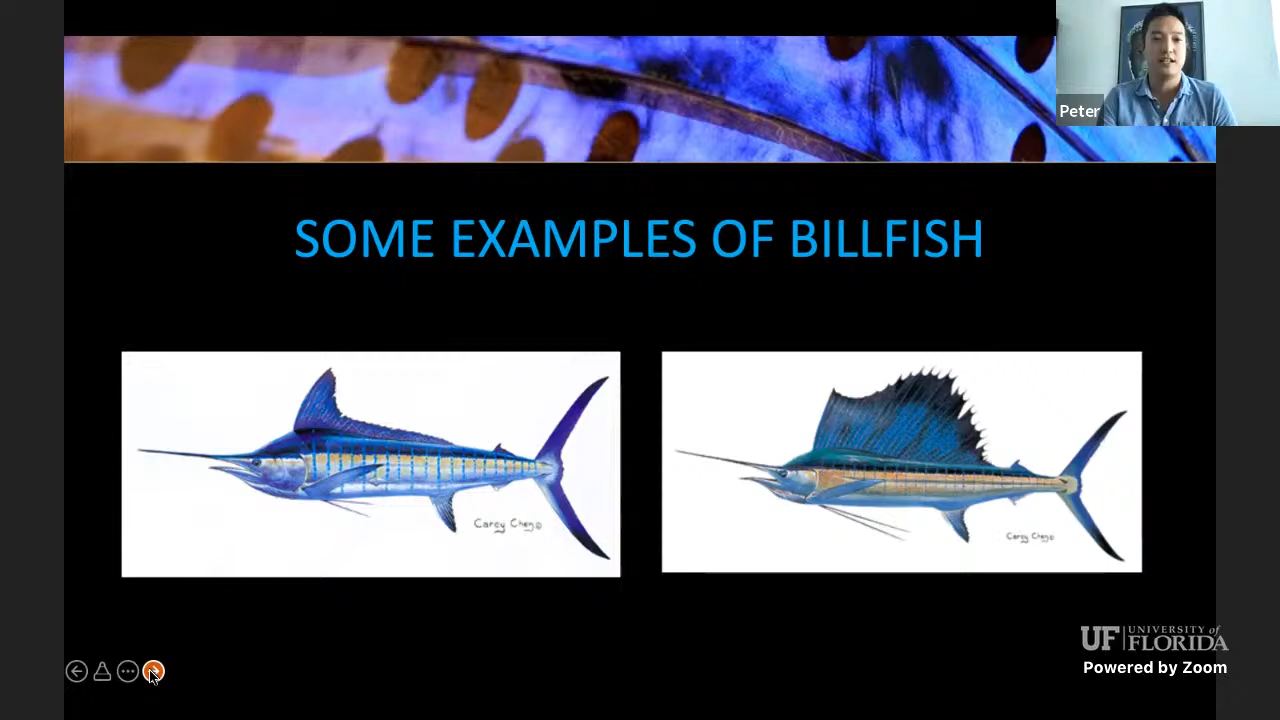 Peter
SOME EXAMPLES OF BILLFISH
Carey Chen©
Carey Chen©
UF UNIVERSITY of
FLORIDA
Powered by Zoom